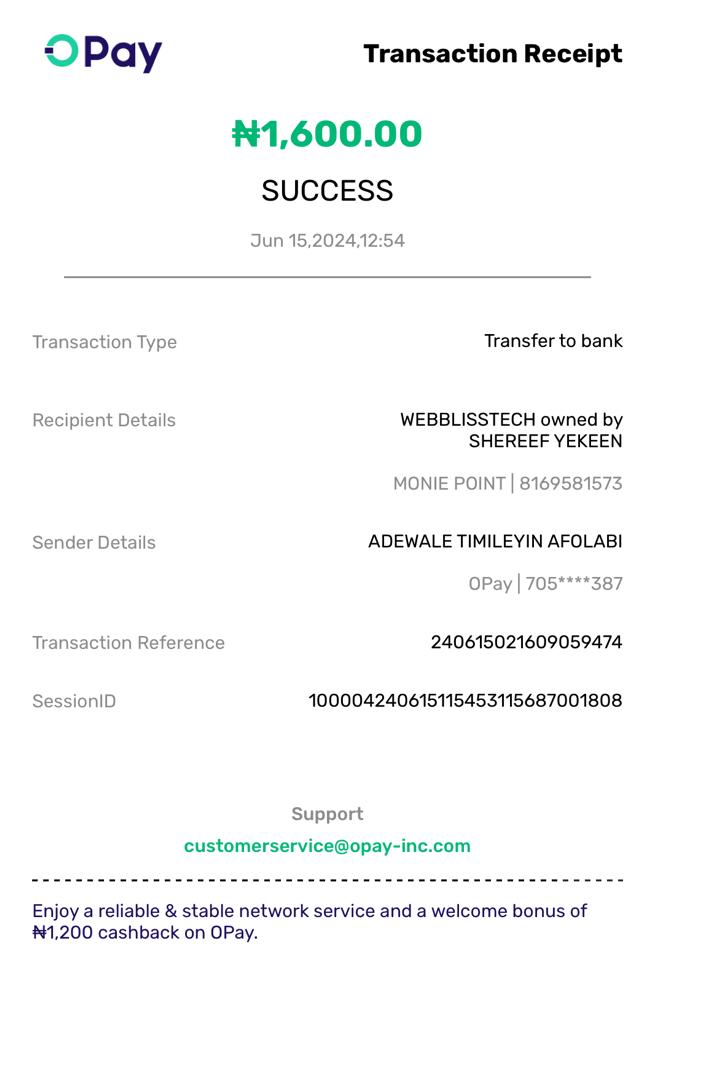 OPay
Transaction Receipt
₦1,600.00
SUCCESS
Jun 15,2024,12:54
Transaction Type
Transfer to bank
Recipient Details
WEBBLISSTECH owned by
SHEREEF YEKEEN
MONIE POINT | 8169581573
Sender Details
ADEWALE TIMILEYIN AFOLABI
OPay | 705****387
Transaction Reference
240615021609059474
SessionID
100004240615115453115687001808
Support
customerservice@opay-inc.com
Enjoy a reliable & stable network service and a welcome bonus of
₦1,200 cashback on OPay.